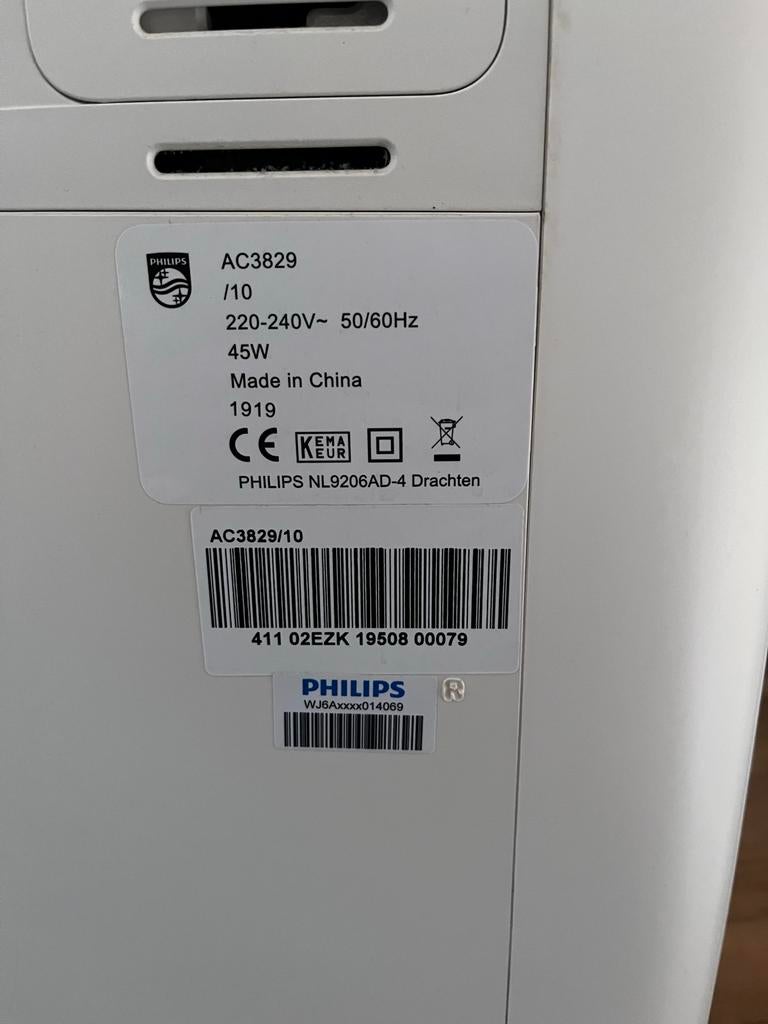 PHILIPS
AC3829
/10
220-240V~ 50/60Hz
45W
Made in China
1919
CE KEMA EUR
PHILIPS NL9206AD-4 Drachten
AC3829/10
411 02EZK 19508 00079
PHILIPS R
WJ6Axxxx014069